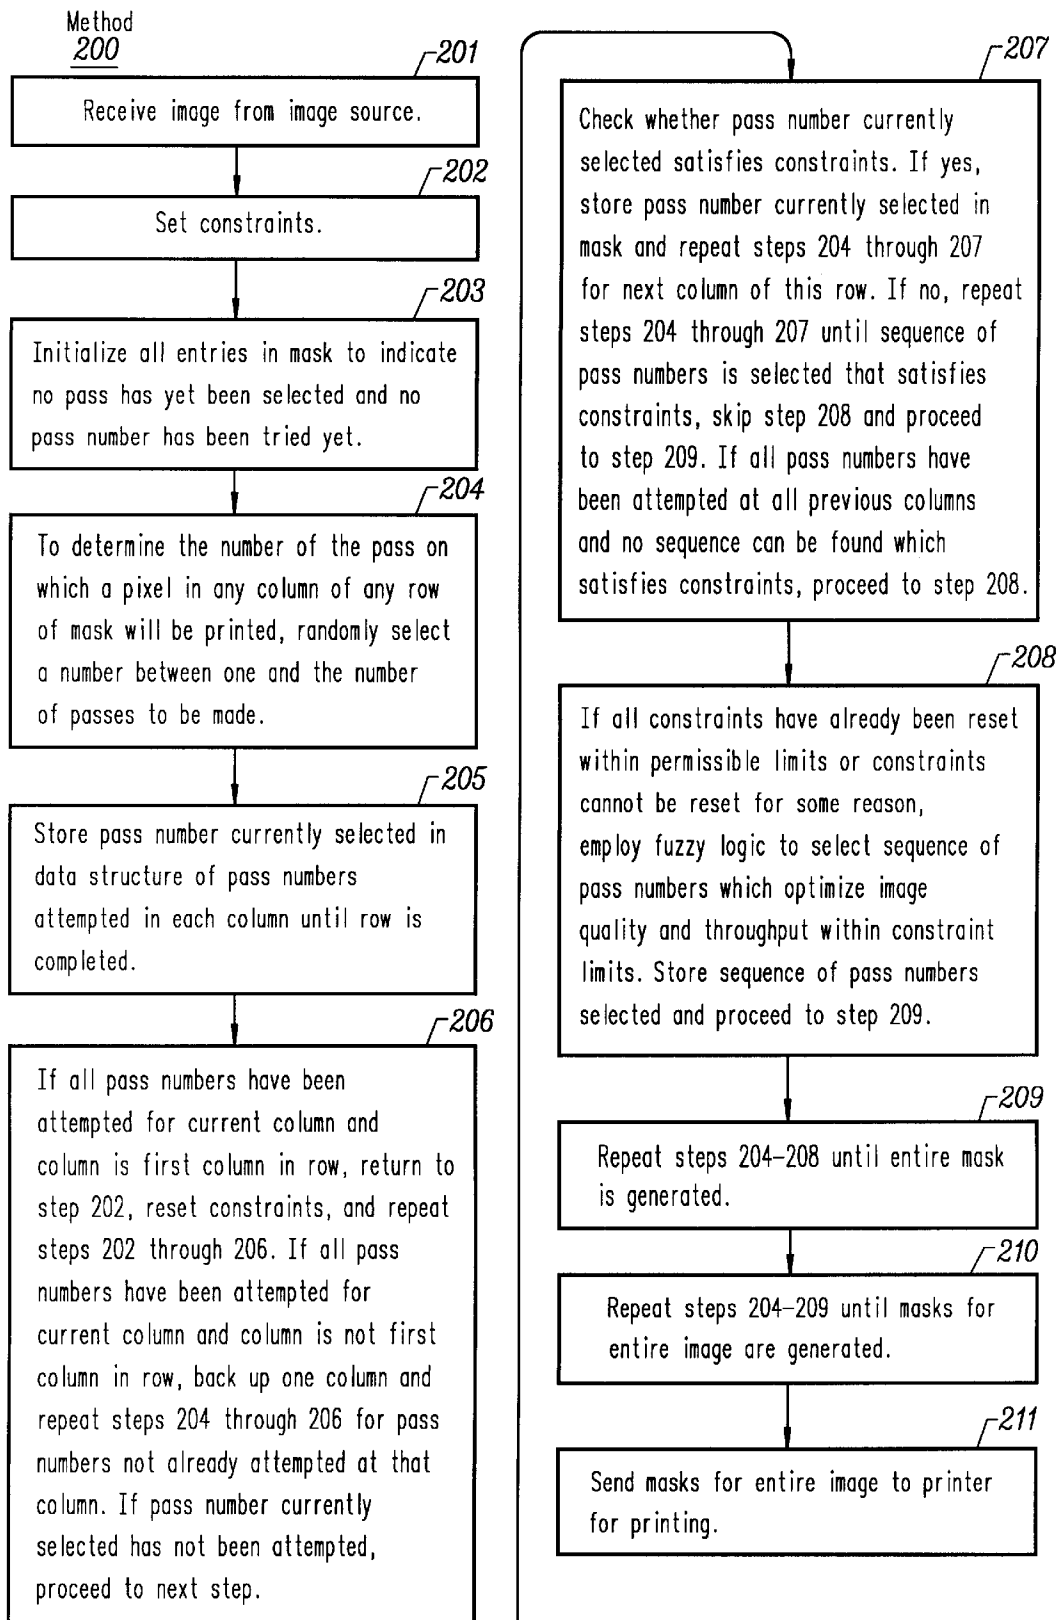 Method
200
201
Receive image from image source.
202
Set constraints.
203
Initialize all entries in mask to indicate
no pass has yet been selected and no
pass number has been tried yet.
204
To determine the number of the pass on
which a pixel in any column of any row
of mask will be printed, randomly select
a number between one and the number
of passes to be made.
205
Store pass number currently selected in
data structure of pass numbers
attempted in each column until row is
completed.
206
If all pass numbers have been
attempted for current column and
column is first column in row, return to
step 202, reset constraints, and repeat
steps 202 through 206. If all pass
numbers have been attempted for
current column and column is not first
column in row, back up one column and
repeat steps 204 through 206 for pass
numbers not already attempted at that
column. If pass number currently
selected has not been attempted,
proceed to next step.
207
Check whether pass number currently
selected satisfies constraints. If yes,
store pass number currently selected in
mask and repeat steps 204 through 207
for next column of this row. If no, repeat
steps 204 through 207 until sequence of
pass numbers is selected that satisfies
constraints, skip step 208 and proceed
to step 209. If all pass numbers have
been attempted at all previous columns
and no sequence can be found which
satisfies constraints, proceed to step 208.
208
If all constraints have already been reset
within permissible limits or constraints
cannot be reset for some reason,
employ fuzzy logic to select sequence of
pass numbers which optimize image
quality and throughput within constraint
limits. Store sequence of pass numbers
selected and proceed to step 209.
209
Repeat steps 204-208 until entire mask
is generated.
210
Repeat steps 204-209 until masks for
entire image are generated.
211
Send masks for entire image to printer
for printing.